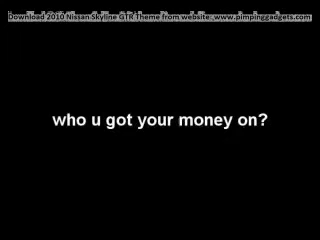 Download 2010 Nissan Skyline GTR Theme from website: www.pimpinggadgets.com
who u got your money on?